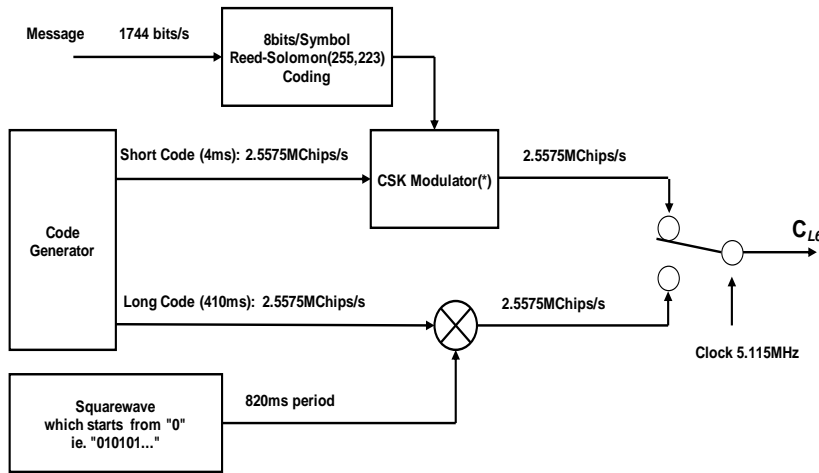 Message
1744 bits/s
8bits/Symbol
Reed-Solomon(255,223)
Coding
Short Code (4ms): 2.5575MChips/s
CSK Modulator(*)
2.5575MChips/s
Code
Generator
C L6
Long Code (410ms): 2.5575MChips/s
2.5575MChips/s
Clock 5.115MHz
Squarewave
which starts from "0"
ie. "010101..."
820ms period